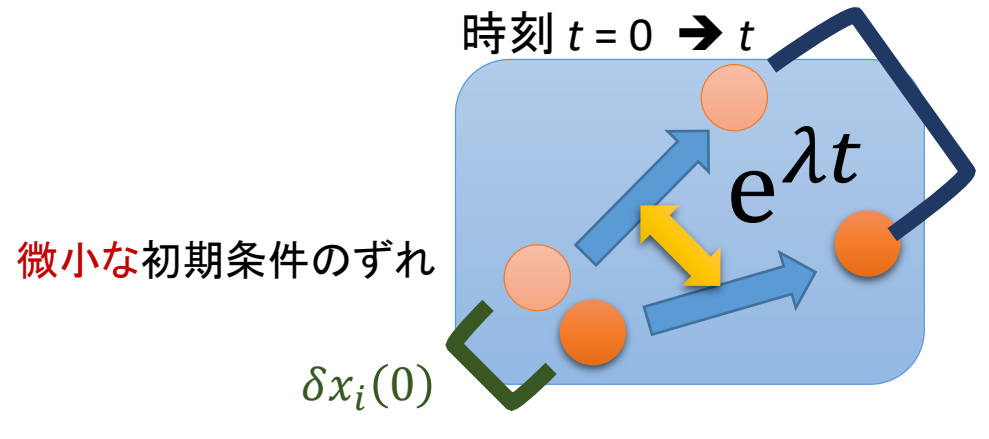 時刻 t = 0 ➔ t
e^{λt}
微小な初期条件のずれ
δx_i(0)